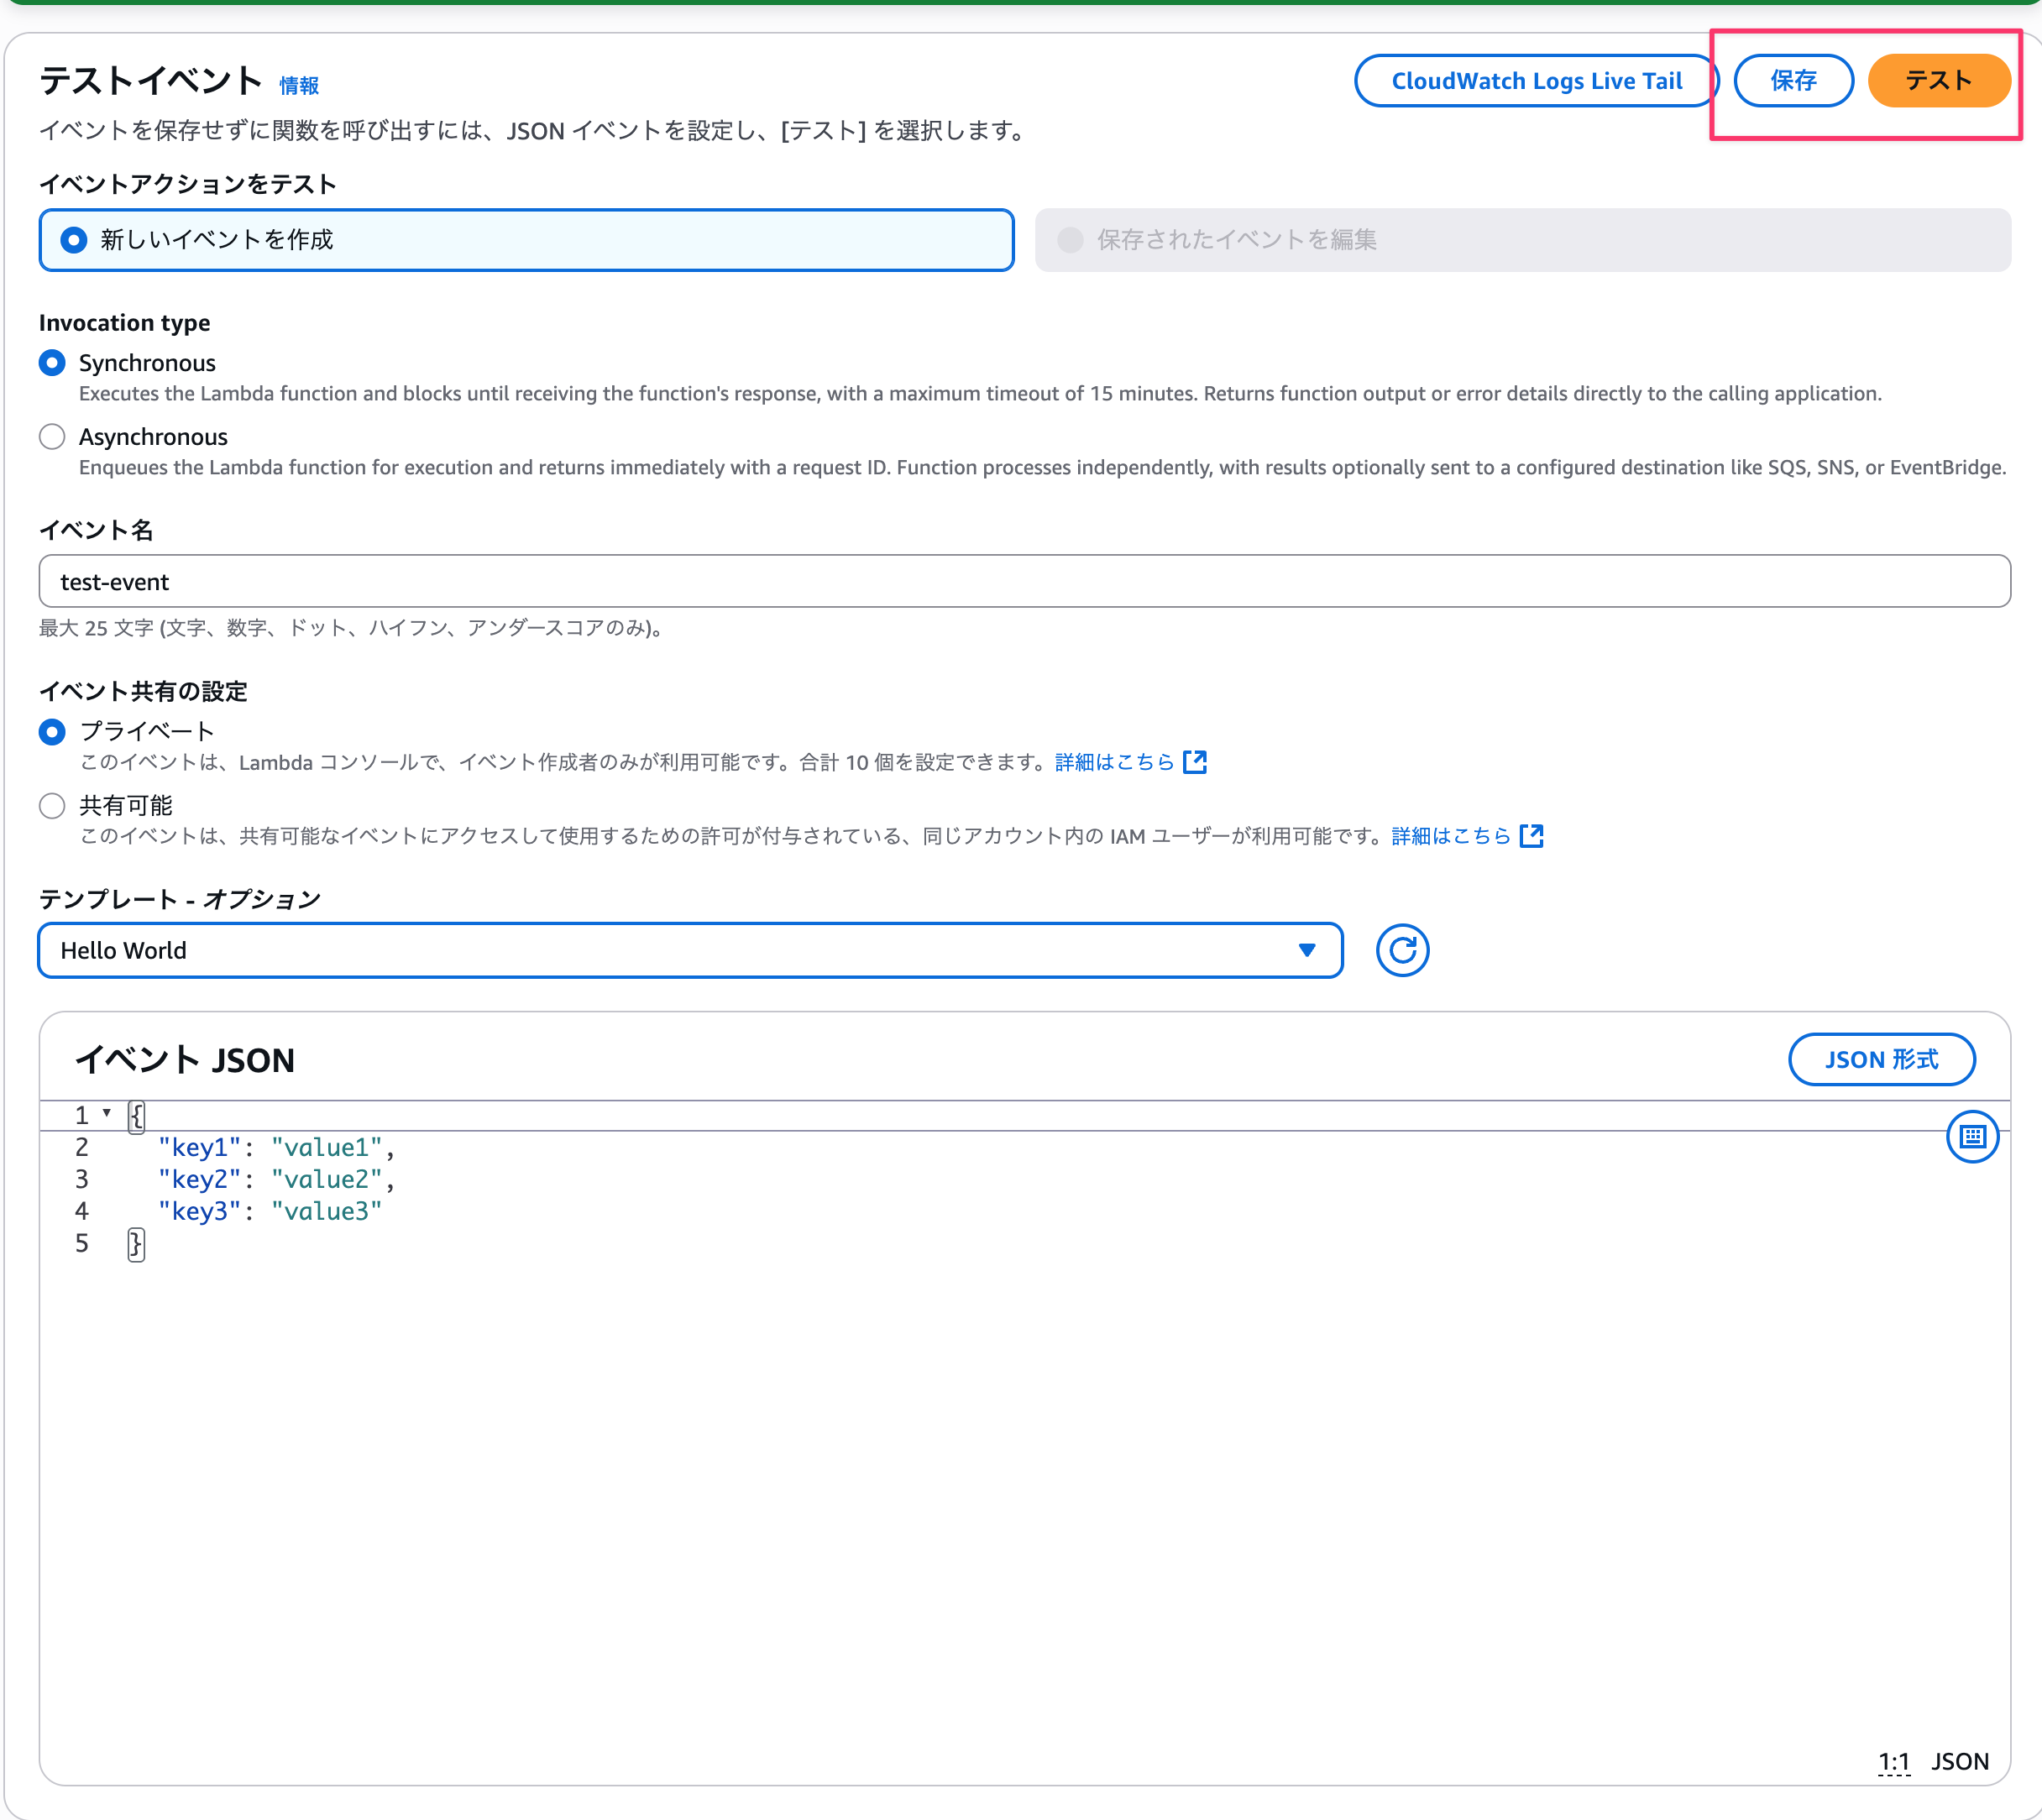 テストイベント 情報
CloudWatch Logs Live Tail
保存
テスト
イベントを保存せずに関数を呼び出すには、JSON イベントを設定し、[テスト] を選択します。
イベントアクションをテスト
新しいイベントを作成
保存されたイベントを編集
Invocation type
Synchronous
Executes the Lambda function and blocks until receiving the function's response, with a maximum timeout of 15 minutes. Returns function output or error details directly to the calling application.
Asynchronous
Enqueues the Lambda function for execution and returns immediately with a request ID. Function processes independently, with results optionally sent to a configured destination like SQS, SNS, or EventBridge.
イベント名
test-event
最大 25 文字 (文字、数字、ドット、ハイフン、アンダースコアのみ)。
イベント共有の設定
プライベート
このイベントは、Lambda コンソールで、イベント作成者のみが利用可能です。合計 10 個を設定できます。詳細はこちら
共有可能
このイベントは、共有可能なイベントにアクセスして使用するための許可が付与されている、同じアカウント内の IAM ユーザーが利用可能です。詳細はこちら
テンプレート - オプション
Hello World
イベント JSON
JSON 形式
1 {
2 "key1": "value1",
3 "key2": "value2",
4 "key3": "value3"
5 }
1:1 JSON